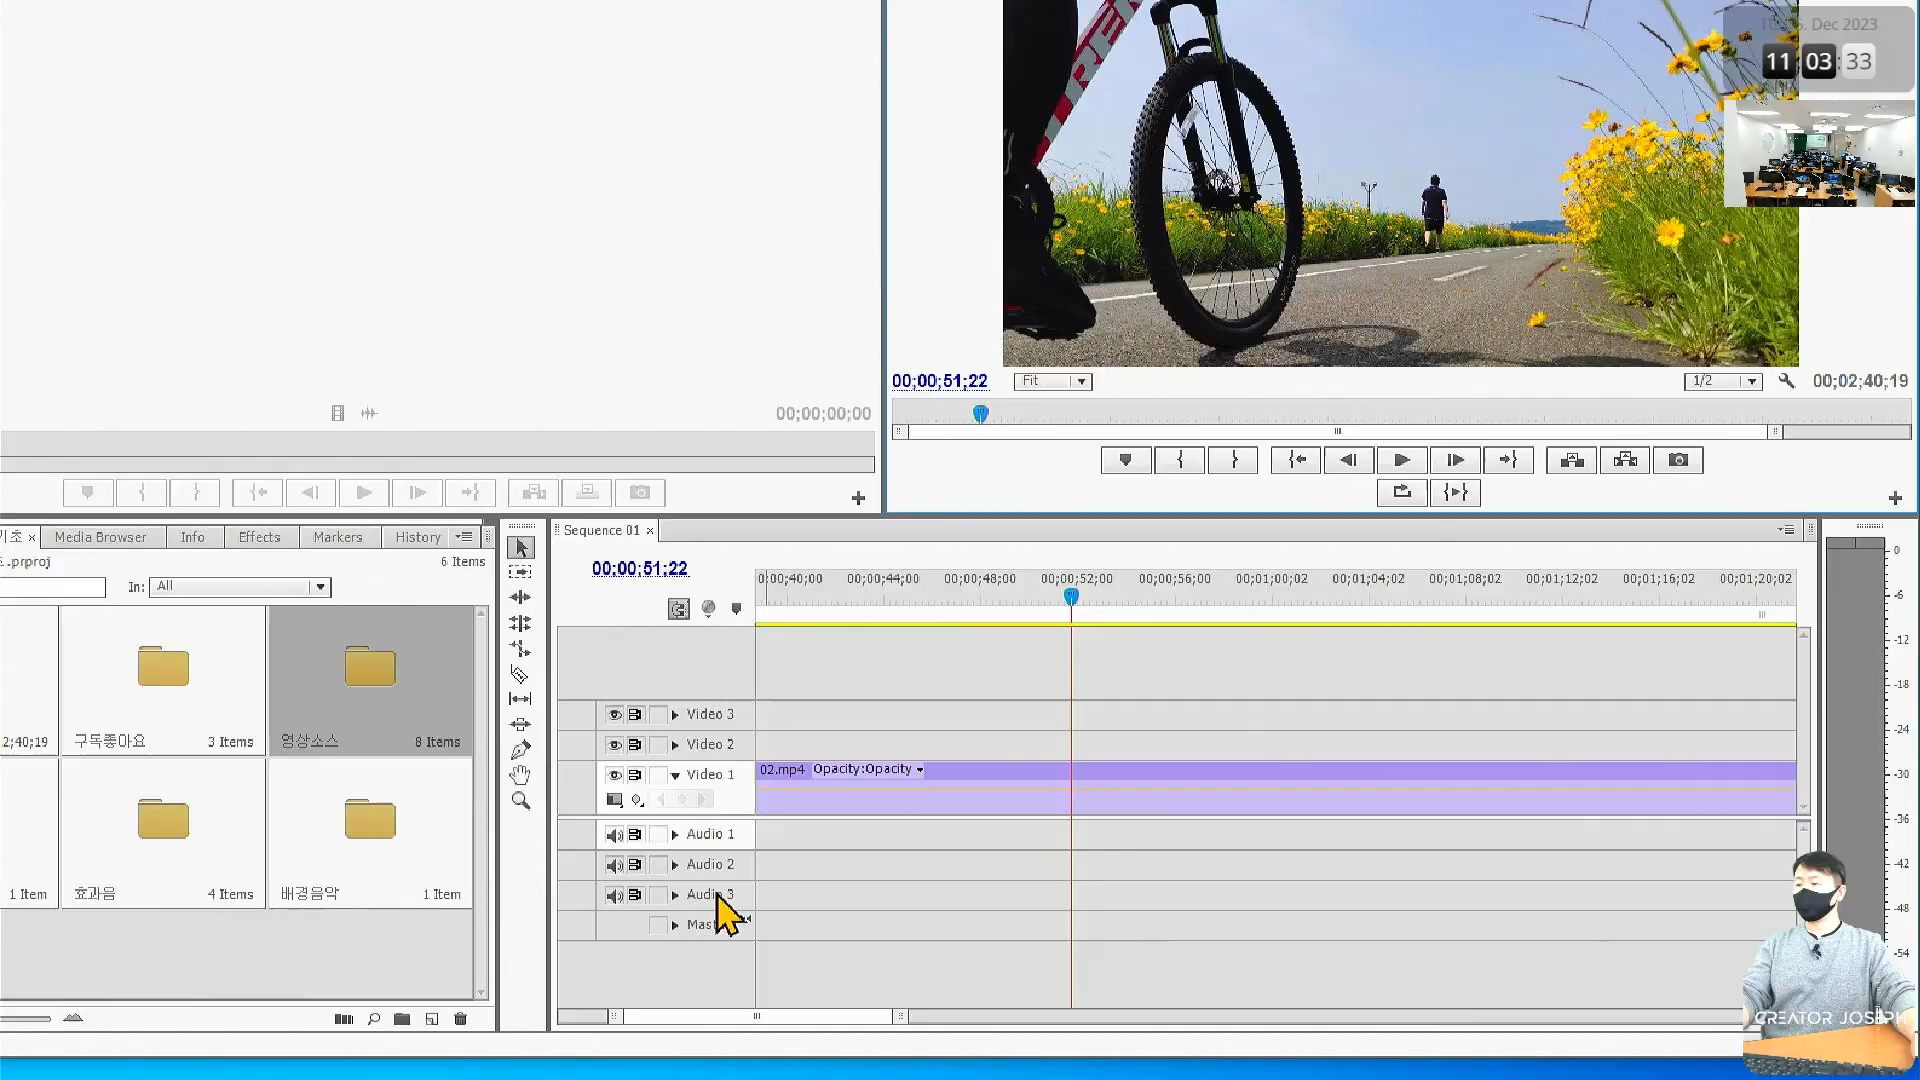 Dec 2023
11 03 : 33
TREK
00;00;51;22
Fit
1/2
00;02;40;19
00;00;00;00
기초 ×
Media Browser
Info
Effects
Markers
History
.prproj
6 Items
In: All
2;40;19
구독좋아요 3 Items
영상소스 8 Items
1 Item
효과음 4 Items
배경음악 1 Item
Sequence 01 ×
00;00;51;22
0;00;40;00 00;00;44;00 00;00;48;00 00;00;52;00 00;00;56;00 00;01;00;02 00;01;04;02 00;01;08;02 00;01;12;02 00;01;16;02 00;01;20;02
Video 3
Video 2
Video 1
02.mp4 Opacity:Opacity
Audio 1
Audio 2
Audio 3
0
-6
-12
-18
-24
-30
-36
-42
-48
-54
CREATOR JOSEPH